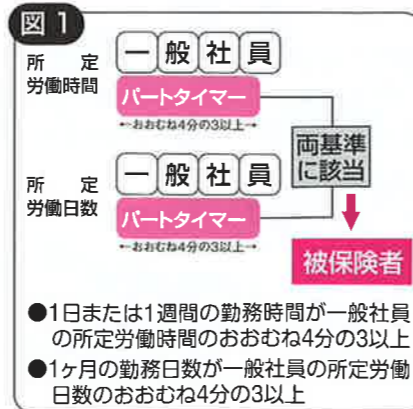 図1
所定
労働時間
一般社員
パートタイマー
←おおむね4分の3以上→
両基準
に該当
所定
労働日数
一般社員
パートタイマー
←おおむね4分の3以上→
被保険者
●1日または1週間の勤務時間が一般社員
の所定労働時間のおおむね4分の3以上
●1ヶ月の勤務日数が一般社員の所定労働
日数のおおむね4分の3以上